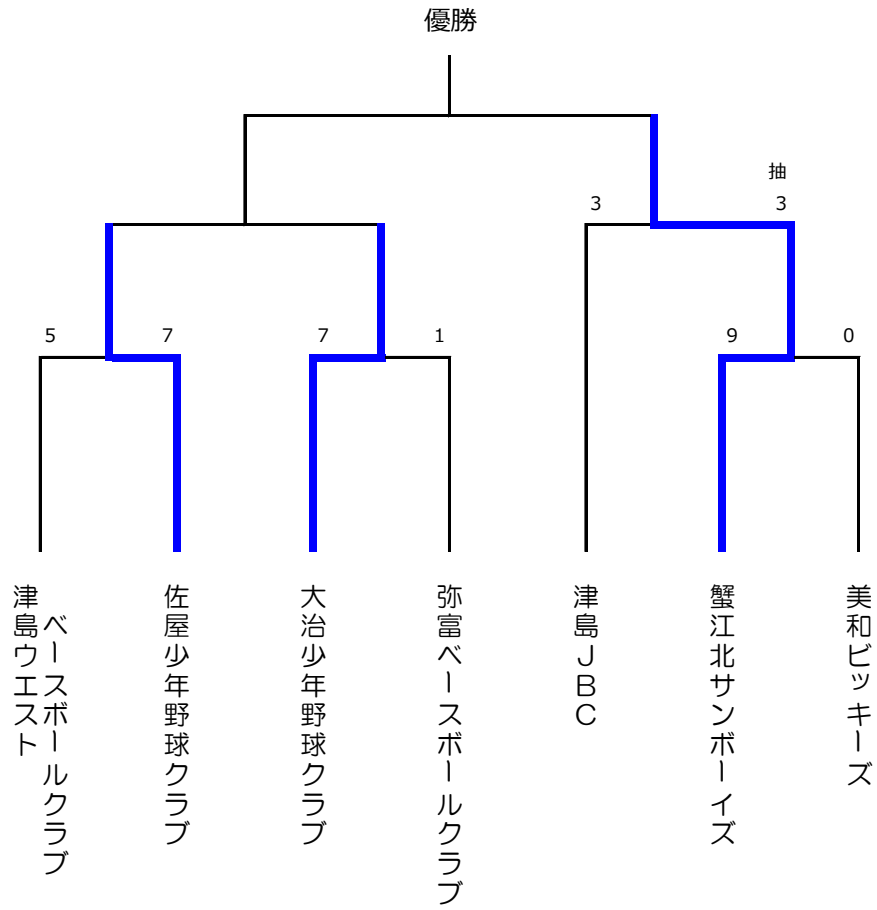 優勝
抽
3
3
5
7
7
1
9
0
津島ウエスト
ベースボールクラブ
佐屋少年野球クラブ
大治少年野球クラブ
弥富ベースボールクラブ
津島ＪＢＣ
蟹江北サンボーイズ
美和ビッキーズ